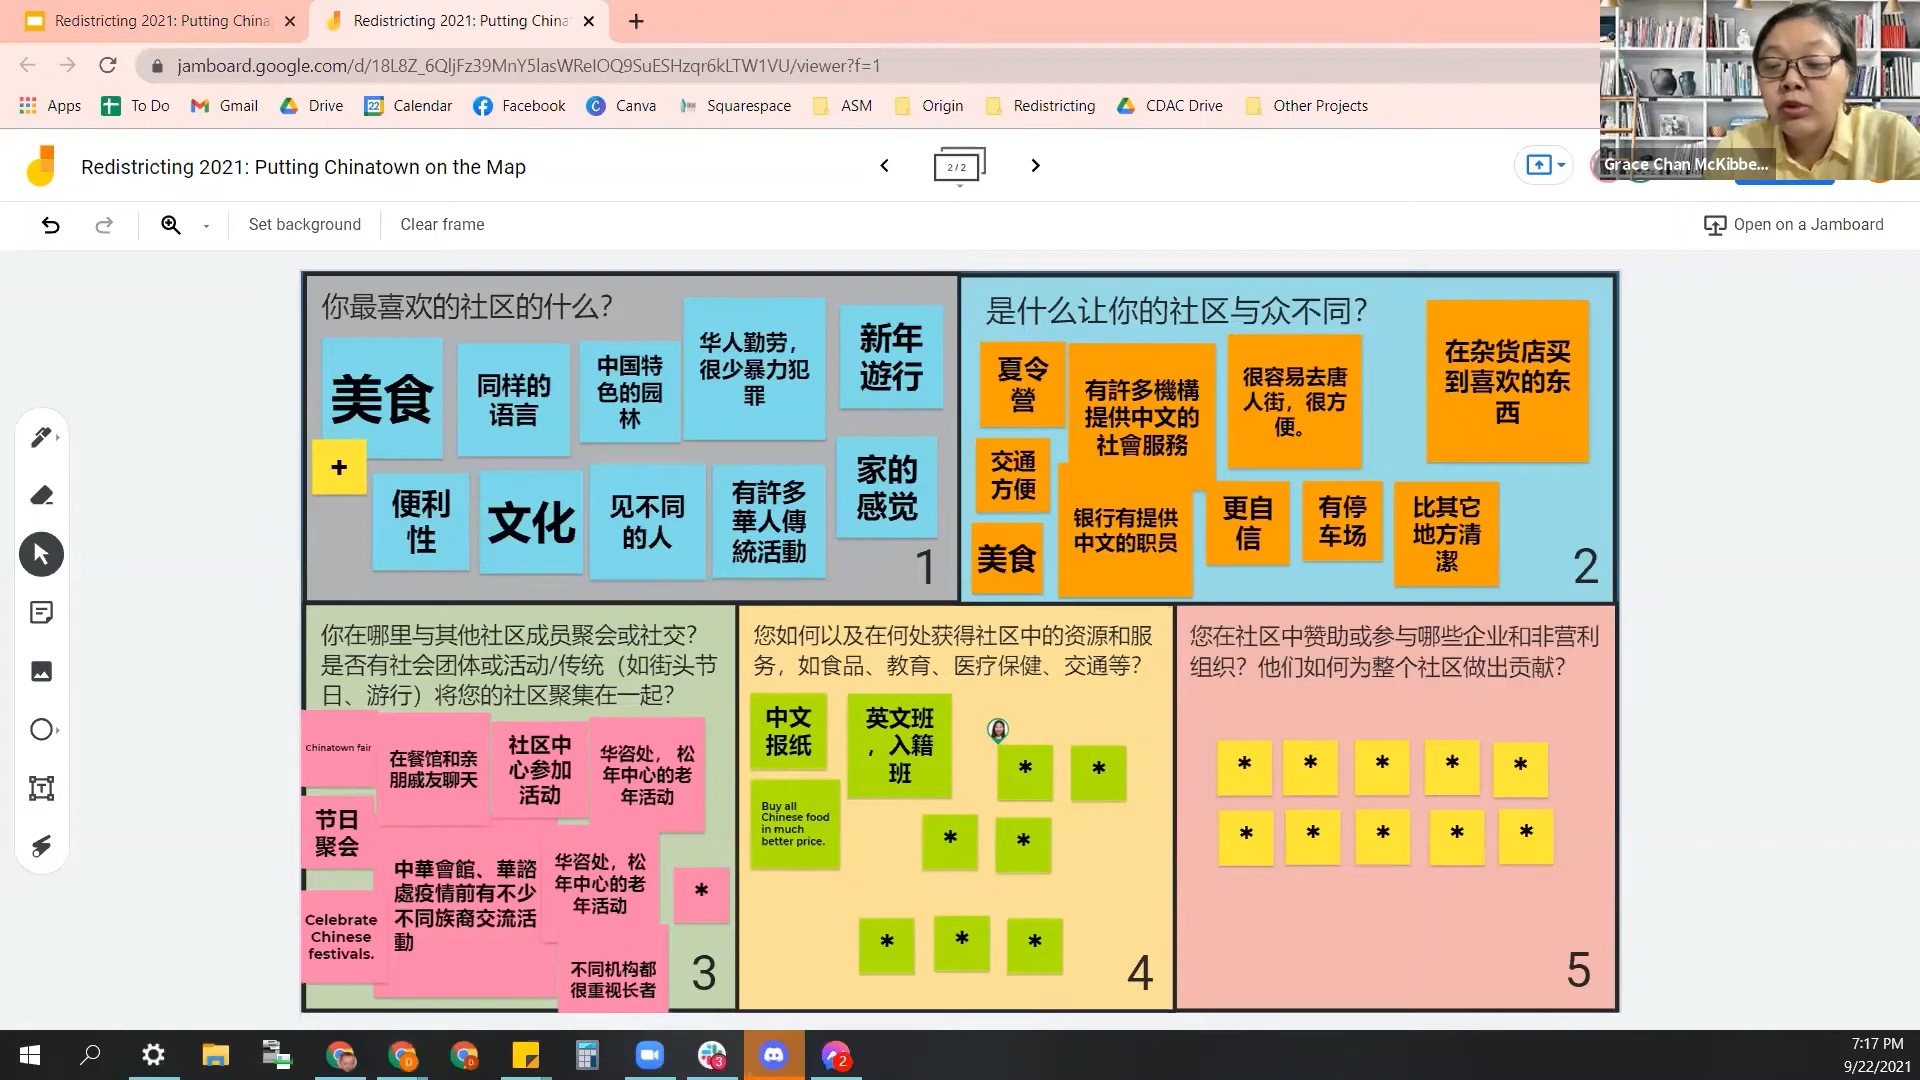 Redistricting 2021: Putting China
Redistricting 2021: Putting China
jamboard.google.com/d/18L8Z_6QljFz39MnY5lasWRelOQ9SuESHzqr6kLTW1VU/viewer?f=1
Apps
To Do
Gmail
Drive
22
Calendar
Facebook
Canva
Squarespace
ASM
Origin
Redistricting
CDAC Drive
Other Projects
Grace Chan McKibbe...
Redistricting 2021: Putting Chinatown on the Map
2 / 2
Set background
Clear frame
Open on a Jamboard
你最喜欢的社区的什么?
美食
同样的
语言
中国特
色的园
林
华人勤劳，
很少暴力犯
罪
新年
遊行
+
便利
性
文化
见不同
的人
有許多
華人傳
統活動
家的
感觉
1
是什么让你的社区与众不同?
夏令
營
有許多機構
提供中文的
社會服務
很容易去唐
人街，很方
便。
在杂货店买
到喜欢的东
西
交通
方便
美食
银行有提供
中文的职员
更自
信
有停
车场
比其它
地方清
潔
2
你在哪里与其他社区成员聚会或社交?
是否有社会团体或活动/传统（如街头节
日、游行）将您的社区聚集在一起?
Chinatown fair
在餐馆和亲
朋戚友聊天
社区中
心参加
活动
华咨处，松
年中心的老
年活动
节日
聚会
中華會館、華諮
處疫情前有不少
不同族裔交流活
動
华咨处，松
年中心的老
年活动
*
Celebrate
Chinese
festivals.
不同机构都
很重视长者
3
您如何以及在何处获得社区中的资源和服
务，如食品、教育、医疗保健、交通等?
中文
报纸
英文班
，入籍
班
Buy all
Chinese food
in much
better price.
* *
* *
* * *
4
您在社区中赞助或参与哪些企业和非营利
组织? 他们如何为整个社区做出贡献?
* * * * *
* * * * *
5
3
2
7:17 PM
9/22/2021